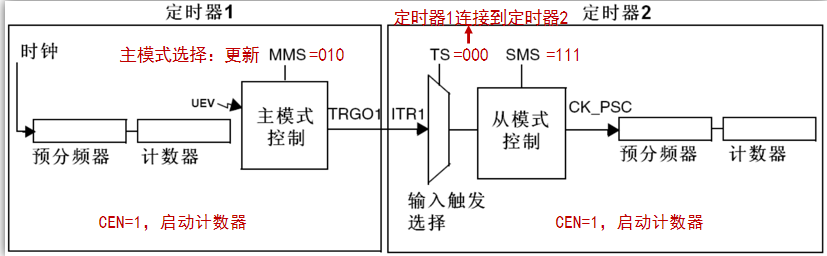 定时器1
定时器1连接到定时器2
定时器2
时钟
主模式选择：更新 MMS =010
TS =000
SMS =111
UEV
主模式
控制
TRGO1
ITR1
从模式
控制
CK_PSC
预分频器
计数器
预分频器
计数器
输入触发
选择
CEN=1，启动计数器
CEN=1，启动计数器